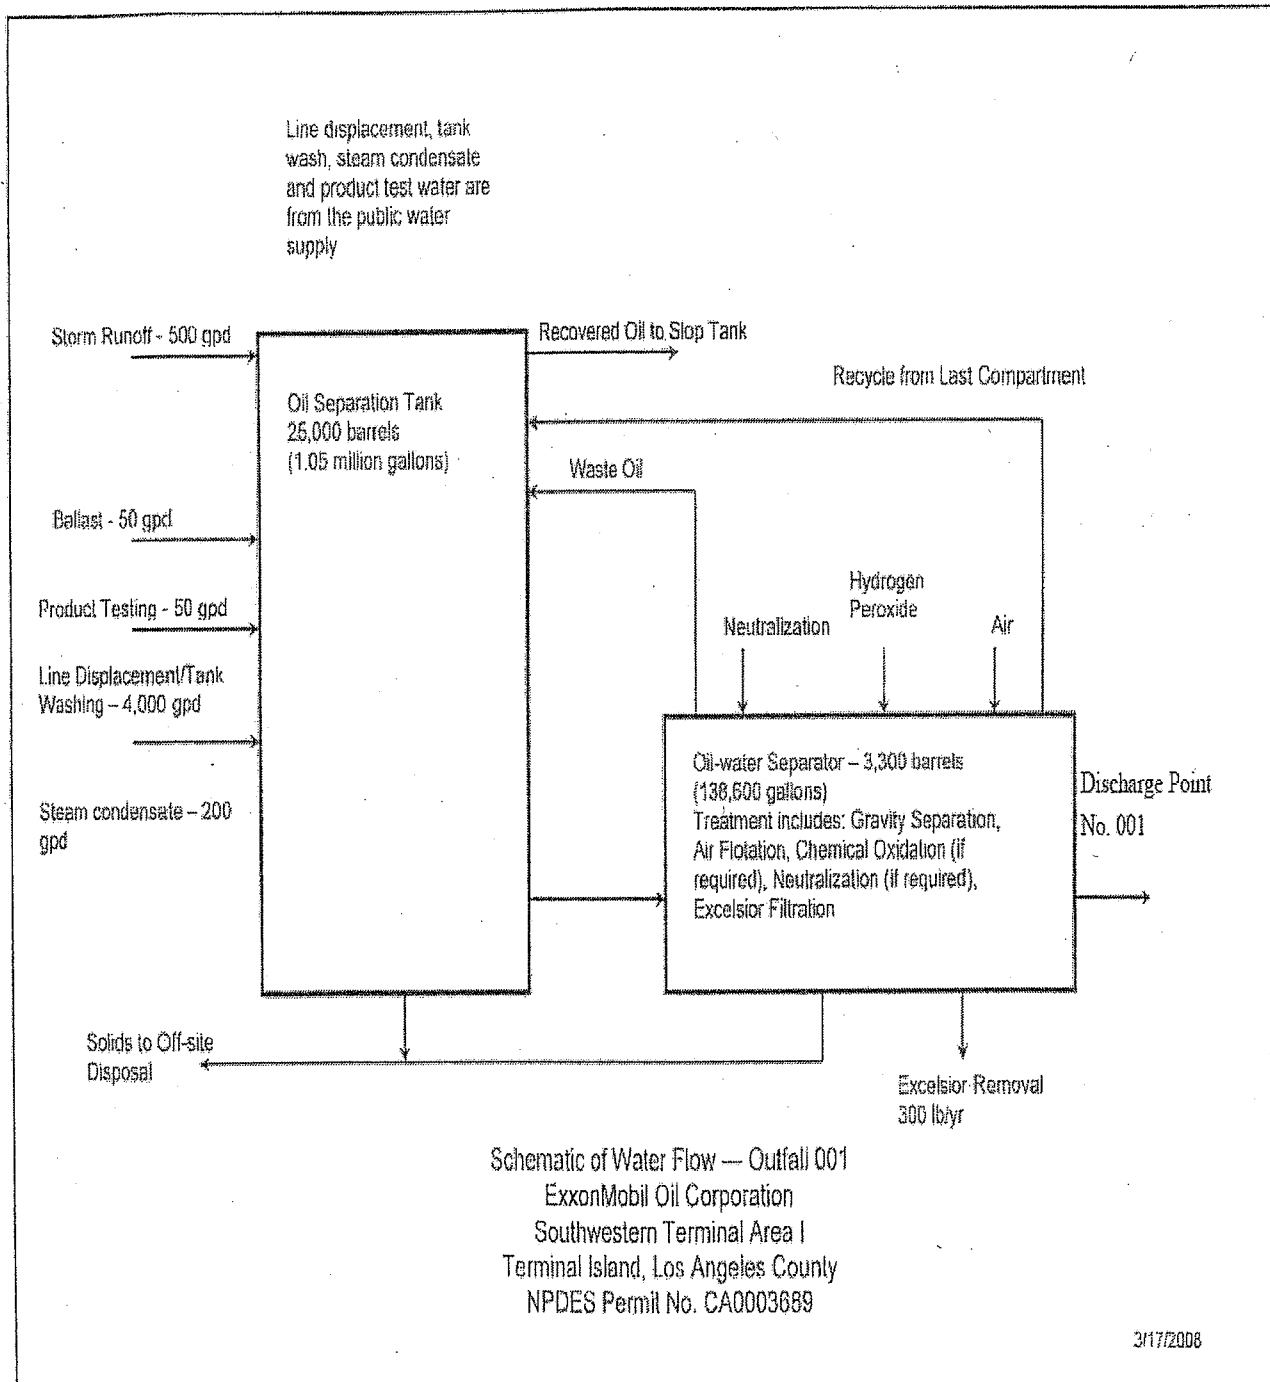 Line displacement, tank
wash, steam condensate
and product test water are
from the public water
supply
Storm Runoff - 500 gpd
Recovered Oil to Slop Tank
Recycle from Last Compartment
Oil Separation Tank
25,000 barrels
(1.05 million gallons)
Waste Oil
Ballast - 50 gpd
Product Testing - 50 gpd
Hydrogen
Peroxide
Neutralization
Air
Line Displacement/Tank
Washing – 4,000 gpd
Steam condensate – 200
gpd
Oil-water Separator – 3,300 barrels
(138,600 gallons)
Treatment includes: Gravity Separation,
Air Flotation, Chemical Oxidation (if
required), Neutralization (if required),
Excelsior Filtration
Discharge Point
No. 001
Solids to Off-site
Disposal
Excelsior Removal
300 lb/yr
Schematic of Water Flow — Outfall 001
ExxonMobil Oil Corporation
Southwestern Terminal Area I
Terminal Island, Los Angeles County
NPDES Permit No. CA0003689
3/17/2008